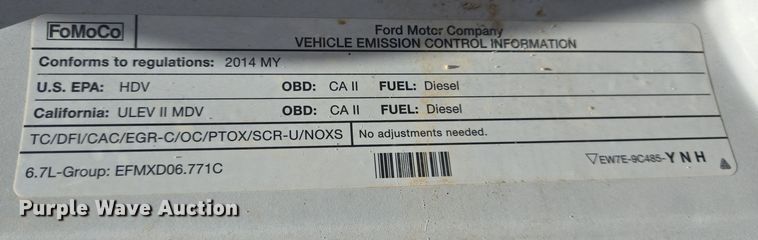 FoMoCo
Ford Motor Company
VEHICLE EMISSION CONTROL INFORMATION
Conforms to regulations: 2014 MY
U.S. EPA: HDV OBD: CA II FUEL: Diesel
California: ULEV II MDV OBD: CA II FUEL: Diesel
TC/DFI/CAC/EGR-C/OC/PTOX/SCR-U/NOXS No adjustments needed.
6.7L-Group: EFMXD06.771C EW7E-9C485-YNH
Purple Wave Auction